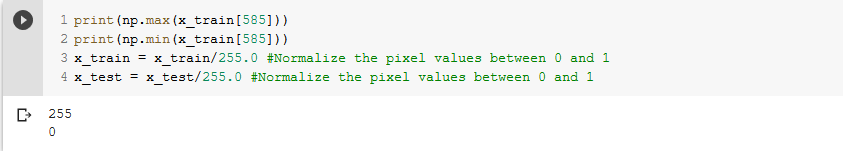 1 print(np.max(x_train[585]))
2 print(np.min(x_train[585]))
3 x_train = x_train/255.0 #Normalize the pixel values between 0 and 1
4 x_test = x_test/255.0 #Normalize the pixel values between 0 and 1
255
0